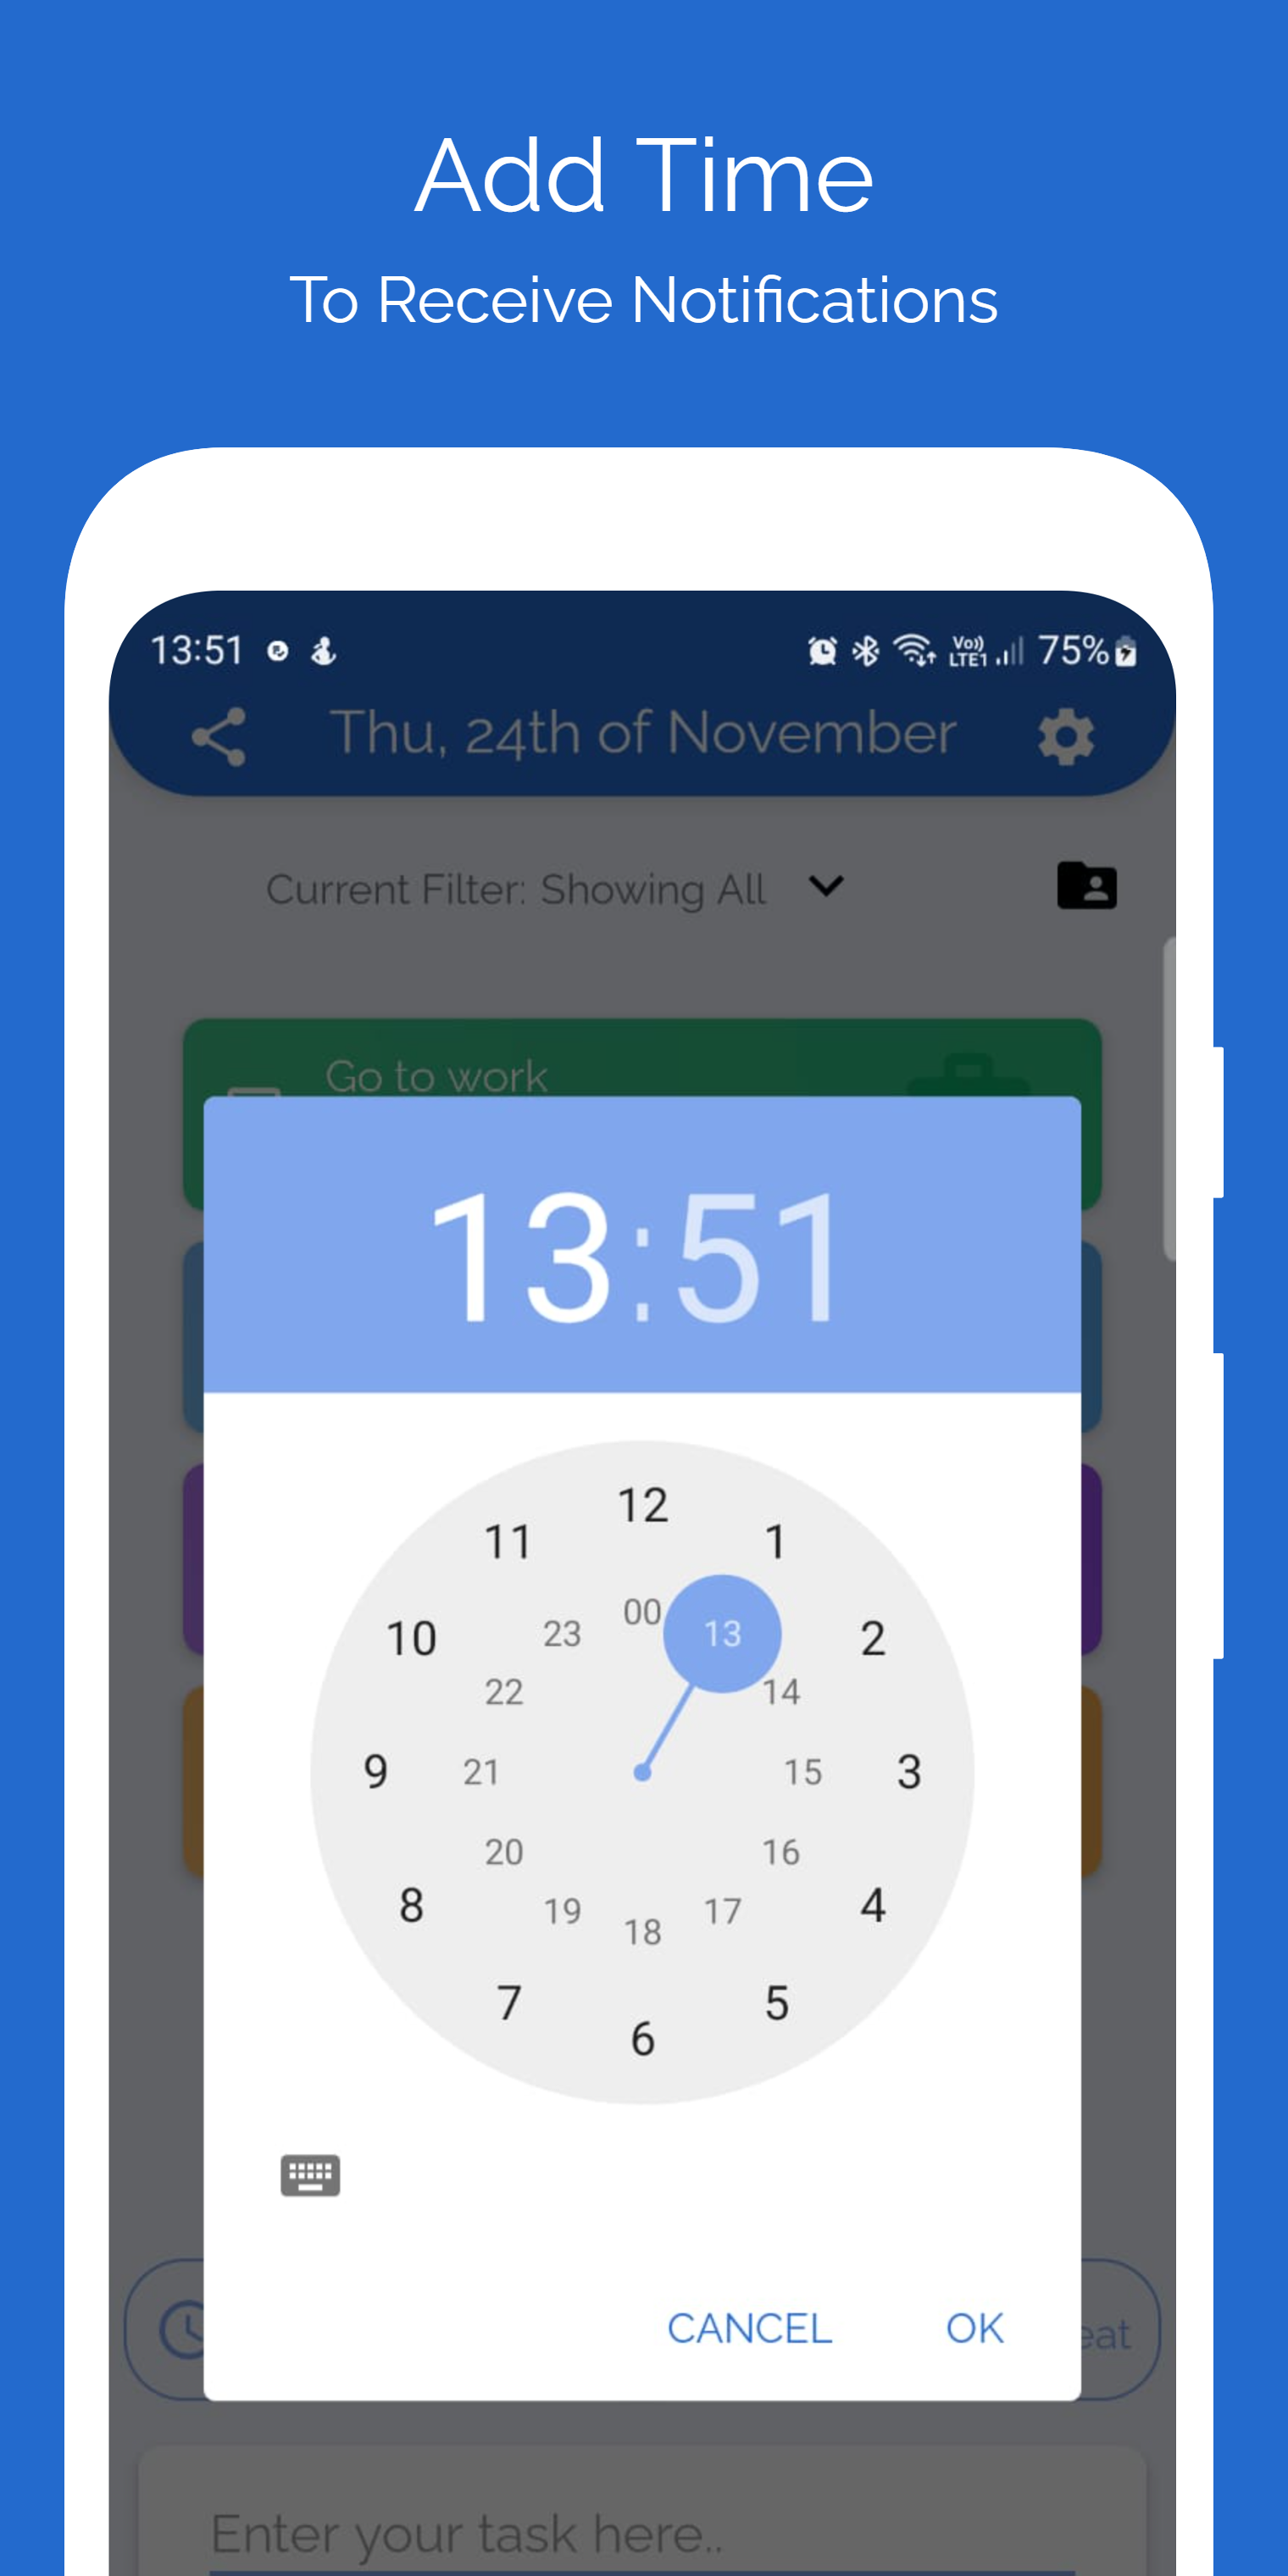 Add Time
To Receive Notifications
13:51
Vo)) LTE1
75%
Thu, 24th of November
Current Filter: Showing All
Go to work
13:51
12
11
1
00
10
23
13
2
22
14
9
21
15
3
20
16
8
19
17
4
18
7
5
6
CANCEL
OK
eat
Enter your task here..